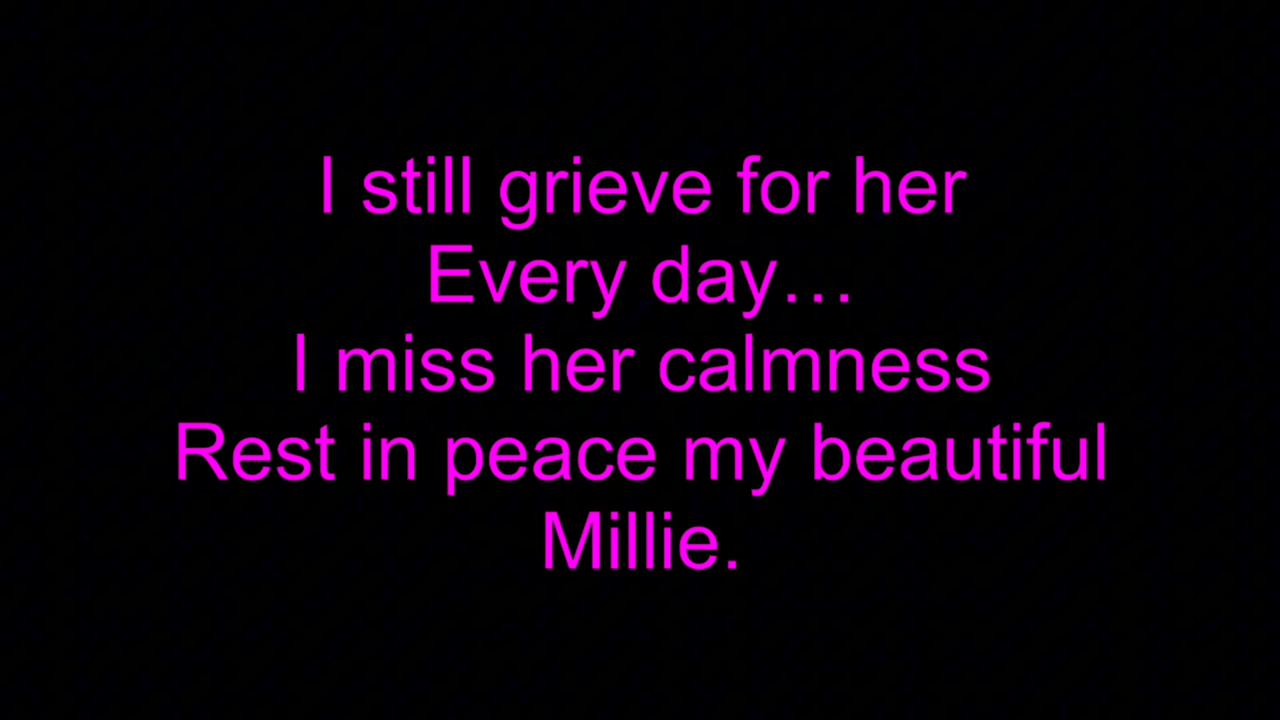 I still grieve for her
Every day…
I miss her calmness
Rest in peace my beautiful
Millie.